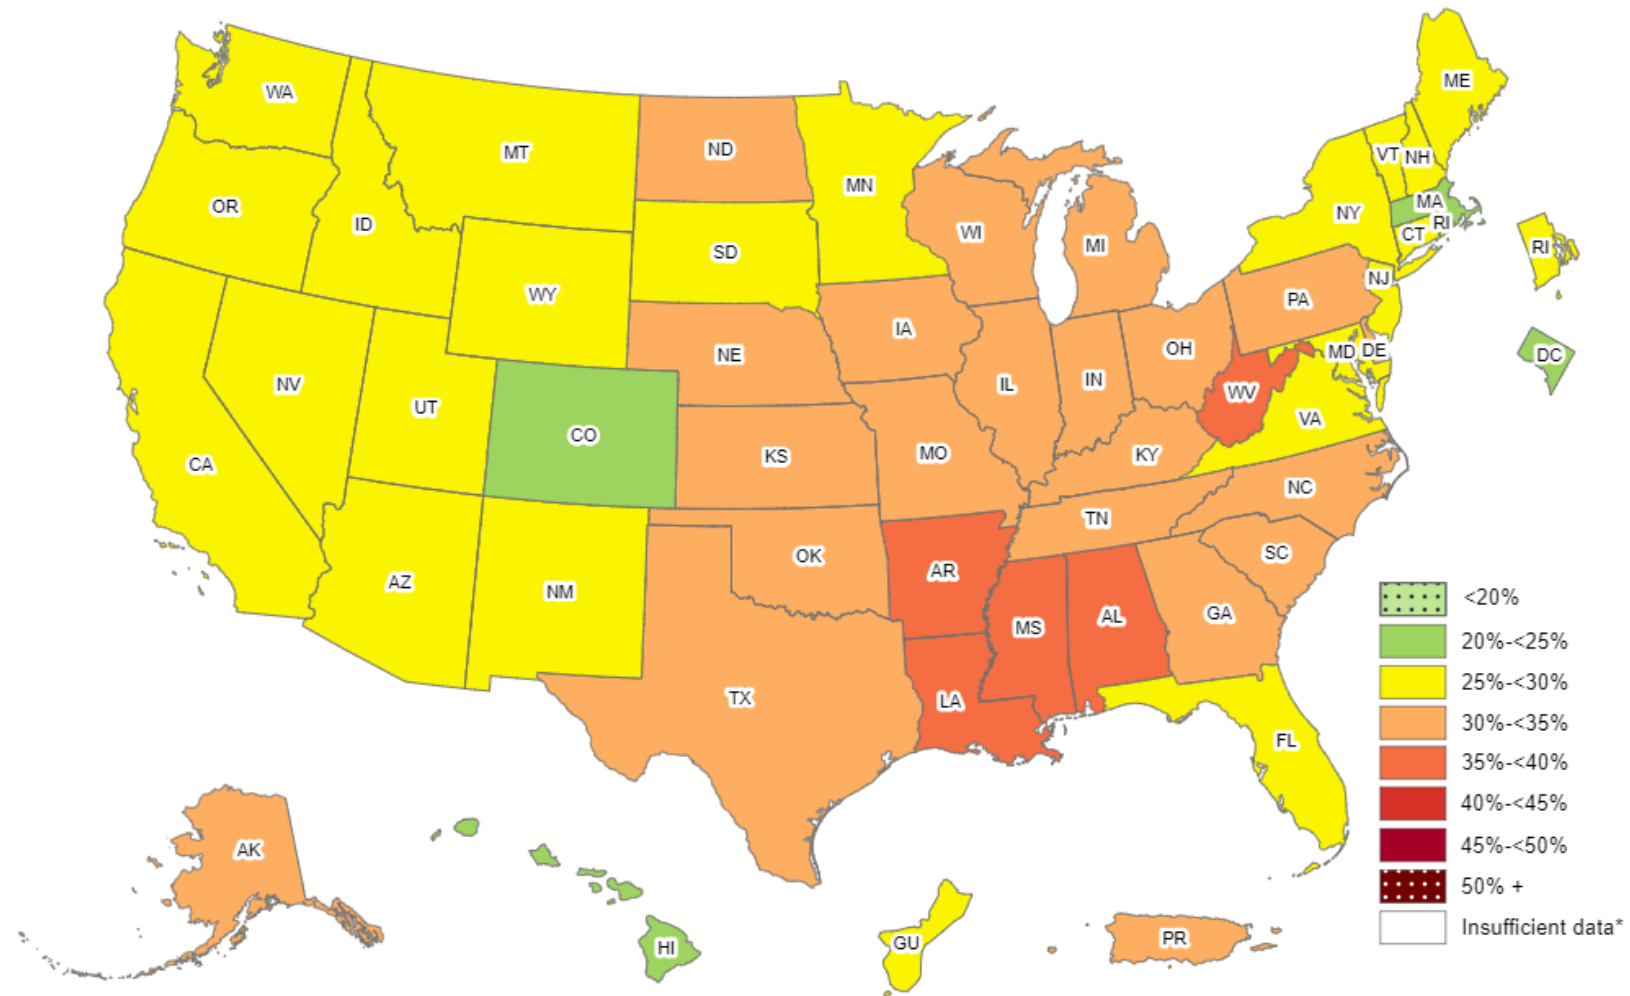 WA
MT
ND
MN
ME
VT
NH
OR
ID
SD
WI
MI
NY
MA
RI
CT
RI
WY
NE
IA
PA
NJ
NV
UT
CO
IL
IN
OH
MD
DE
DC
CA
KS
MO
WV
VA
KY
NC
AZ
NM
OK
TN
SC
AR
MS
AL
GA
TX
LA
FL
AK
HI
GU
PR
<20%
20%-<25%
25%-<30%
30%-<35%
35%-<40%
40%-<45%
45%-<50%
50% +
Insufficient data*